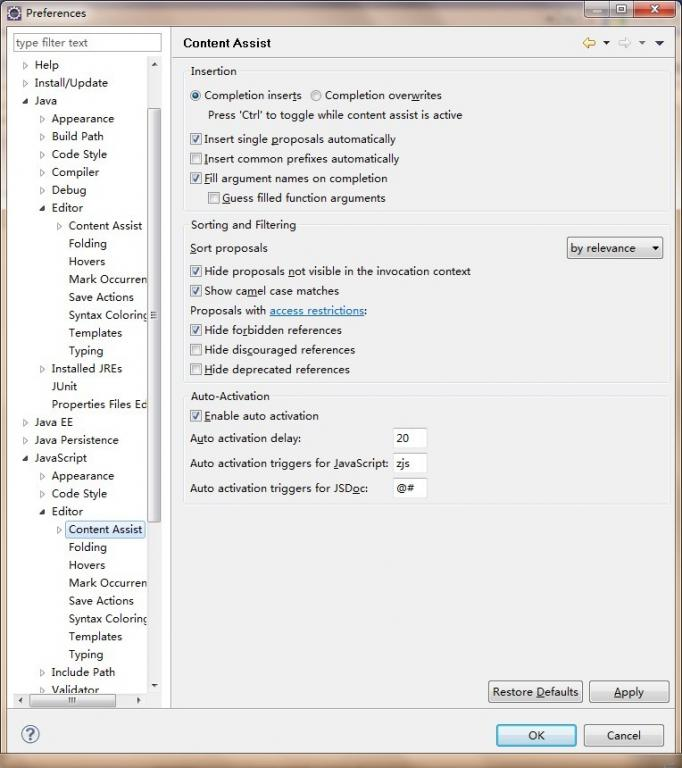 Preferences
type filter text
Help
Install/Update
Java
Appearance
Build Path
Code Style
Compiler
Debug
Editor
Content Assist
Folding
Hovers
Mark Occurren
Save Actions
Syntax Coloring
Templates
Typing
Installed JREs
JUnit
Properties Files Ed
Java EE
Java Persistence
JavaScript
Appearance
Code Style
Editor
Content Assist
Folding
Hovers
Mark Occurren
Save Actions
Syntax Coloring
Templates
Typing
Include Path
Validator
Content Assist
Insertion
Completion inserts Completion overwrites
Press 'Ctrl' to toggle while content assist is active
Insert single proposals automatically
Insert common prefixes automatically
Fill argument names on completion
Guess filled function arguments
Sorting and Filtering
Sort proposals by relevance
Hide proposals not visible in the invocation context
Show camel case matches
Proposals with access restrictions:
Hide forbidden references
Hide discouraged references
Hide deprecated references
Auto-Activation
Enable auto activation
Auto activation delay: 20
Auto activation triggers for JavaScript: zjs
Auto activation triggers for JSDoc: @#
Restore Defaults Apply
OK Cancel